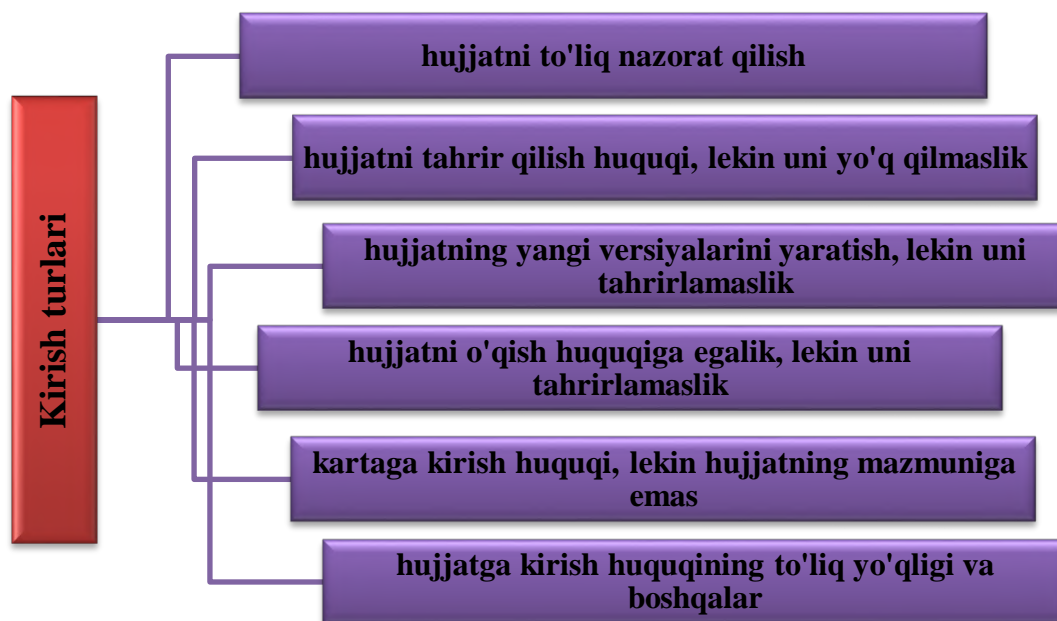 Kirish turlari
hujjatni to'liq nazorat qilish
hujjatni tahrir qilish huquqi, lekin uni yo'q qilmaslik
hujjatning yangi versiyalarini yaratish, lekin uni
tahrirlamaslik
hujjatni o'qish huquqiga egalik, lekin uni
tahrirlamaslik
kartaga kirish huquqi, lekin hujjatning mazmuniga
emas
hujjatga kirish huquqining to'liq yo'qligi va
boshqalar